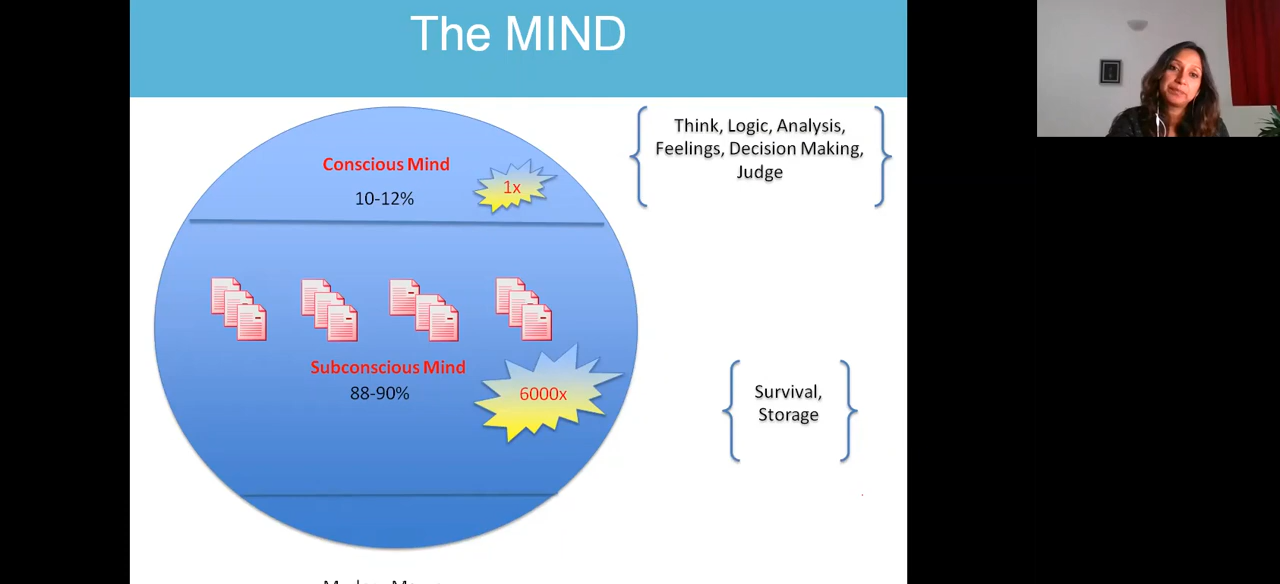 The MIND
Conscious Mind
10-12%
1x
Think, Logic, Analysis,
Feelings, Decision Making,
Judge
Subconscious Mind
88-90%
6000x
Survival,
Storage